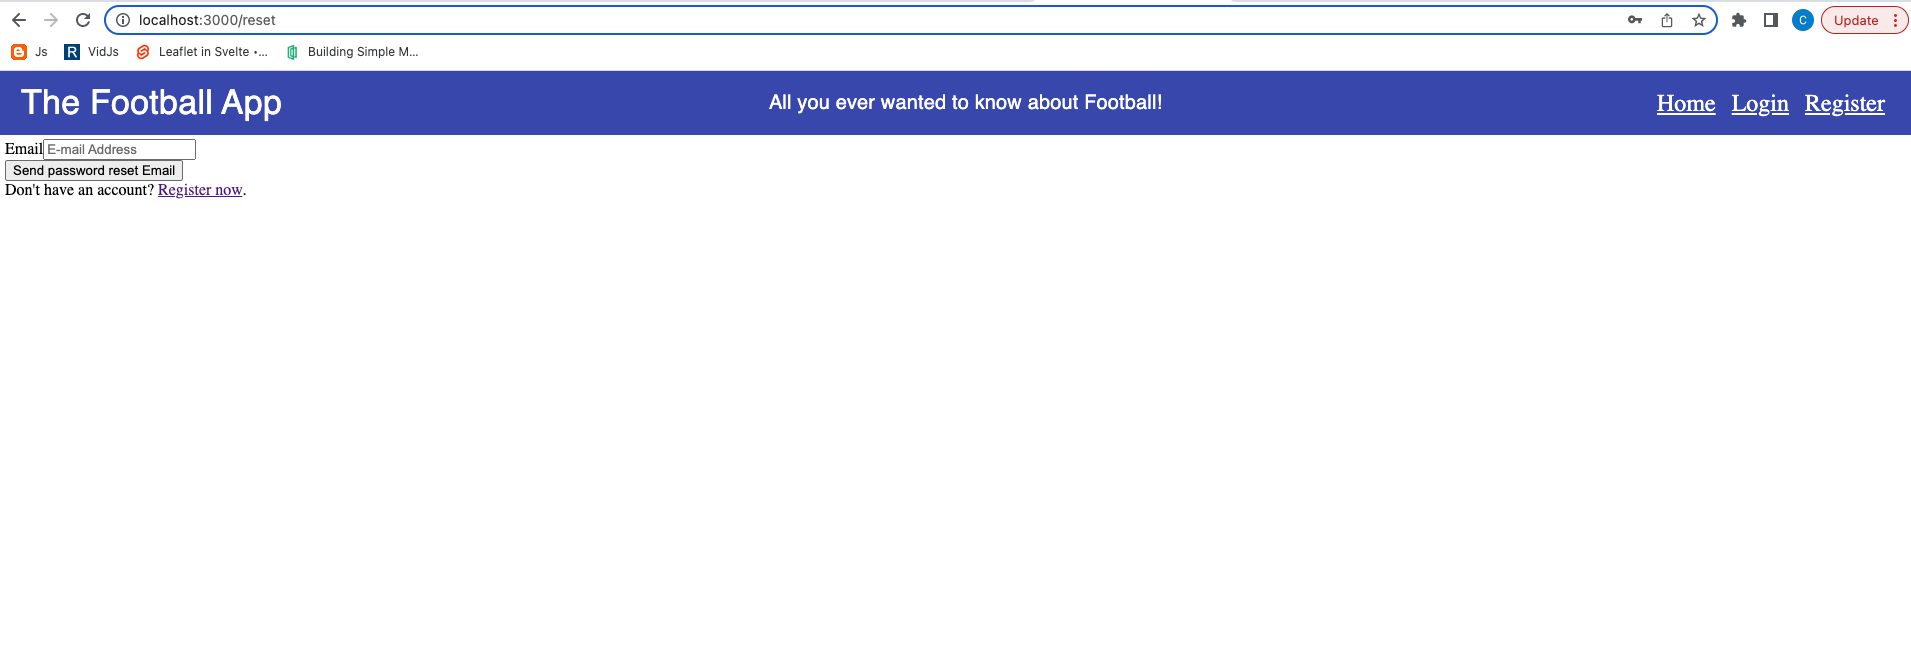 localhost:3000/reset
C
Update
Js
R VidJs
Leaflet in Svelte •...
Building Simple M...
The Football App
All you ever wanted to know about Football!
Home Login Register
Email E-mail Address
Send password reset Email
Don't have an account? Register now.